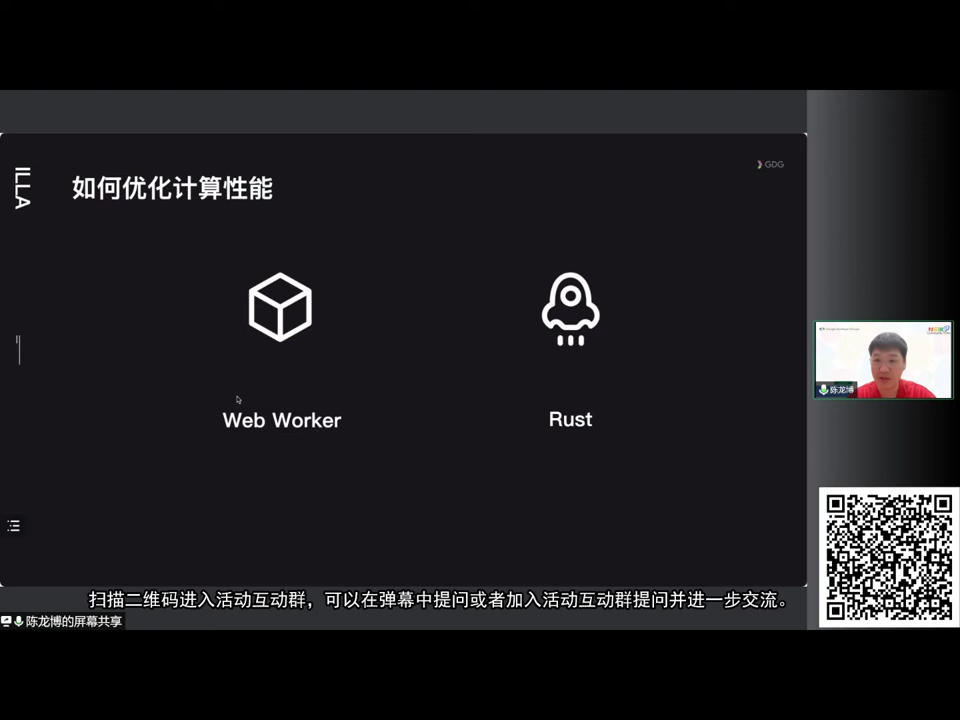 ILLA
如何优化计算性能
GDG
Web Worker
Rust
陈龙博
扫描二维码进入活动互动群，可以在弹幕中提问或者加入活动互动群提问并进一步交流。
陈龙博的屏幕共享